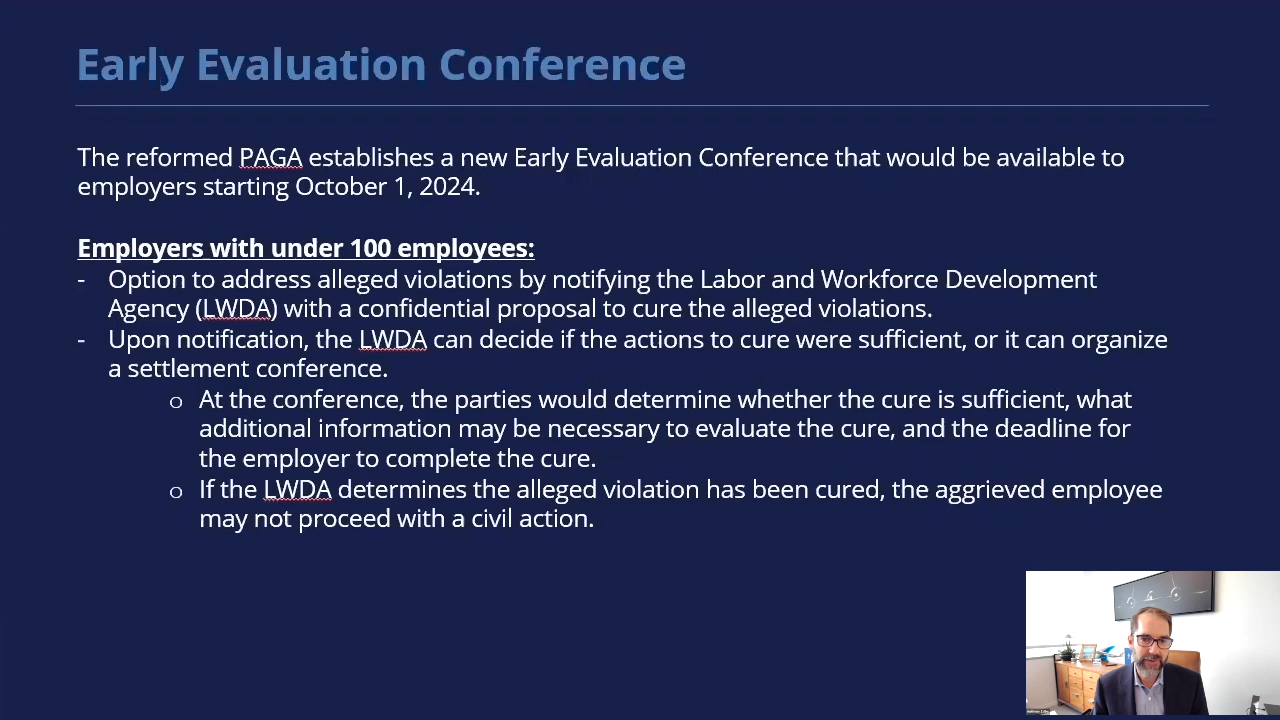 Early Evaluation Conference
The reformed PAGA establishes a new Early Evaluation Conference that would be available to
employers starting October 1, 2024.
Employers with under 100 employees:
- Option to address alleged violations by notifying the Labor and Workforce Development
Agency (LWDA) with a confidential proposal to cure the alleged violations.
- Upon notification, the LWDA can decide if the actions to cure were sufficient, or it can organize
a settlement conference.
o At the conference, the parties would determine whether the cure is sufficient, what
additional information may be necessary to evaluate the cure, and the deadline for
the employer to complete the cure.
o If the LWDA determines the alleged violation has been cured, the aggrieved employee
may not proceed with a civil action.